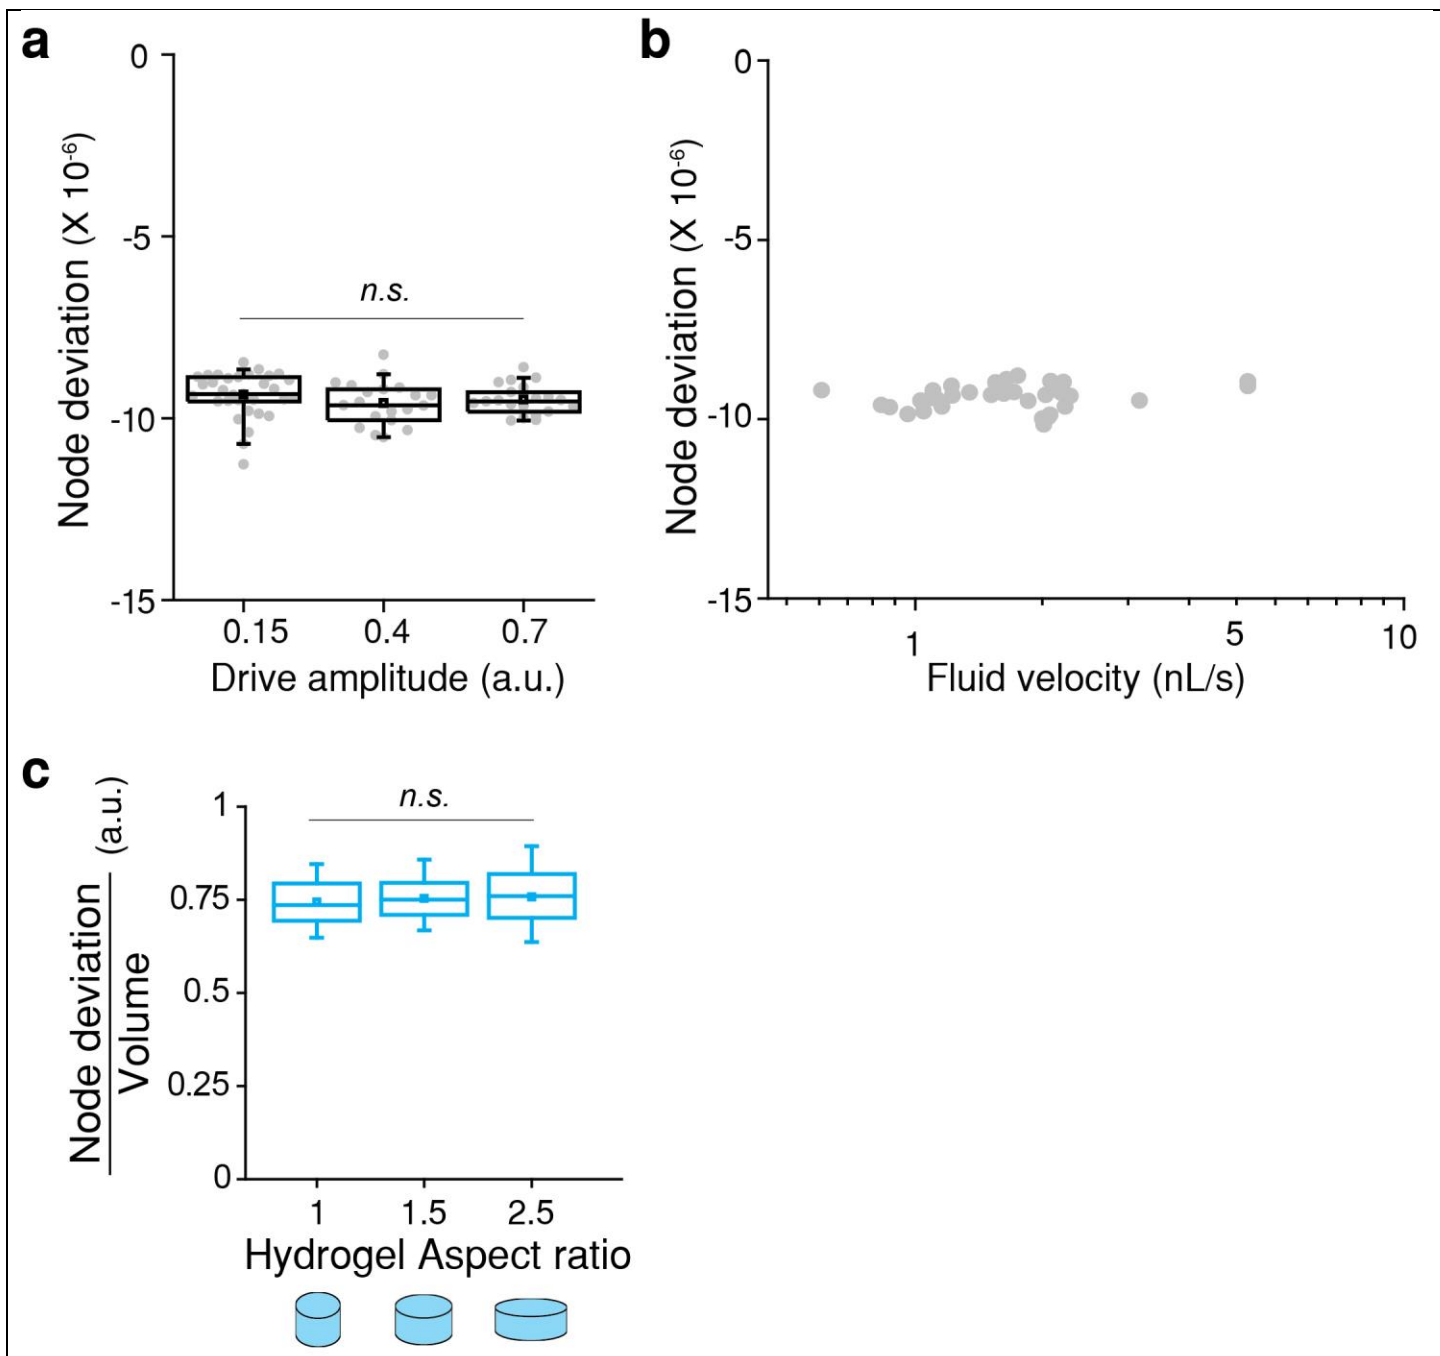 a
0
-5
-10
-15
Node deviation (X 10⁻⁶)
n.s.
0.15 0.4 0.7
Drive amplitude (a.u.)
b
0
-5
-10
-15
Node deviation (X 10⁻⁶)
1 5 10
Fluid velocity (nL/s)
c
Node deviation
Volume
(a.u.)
1
0.75
0.5
0.25
0
n.s.
1 1.5 2.5
Hydrogel Aspect ratio